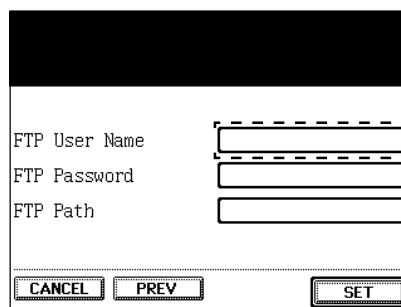 FTP User Name
FTP Password
FTP Path
CANCEL PREV SET